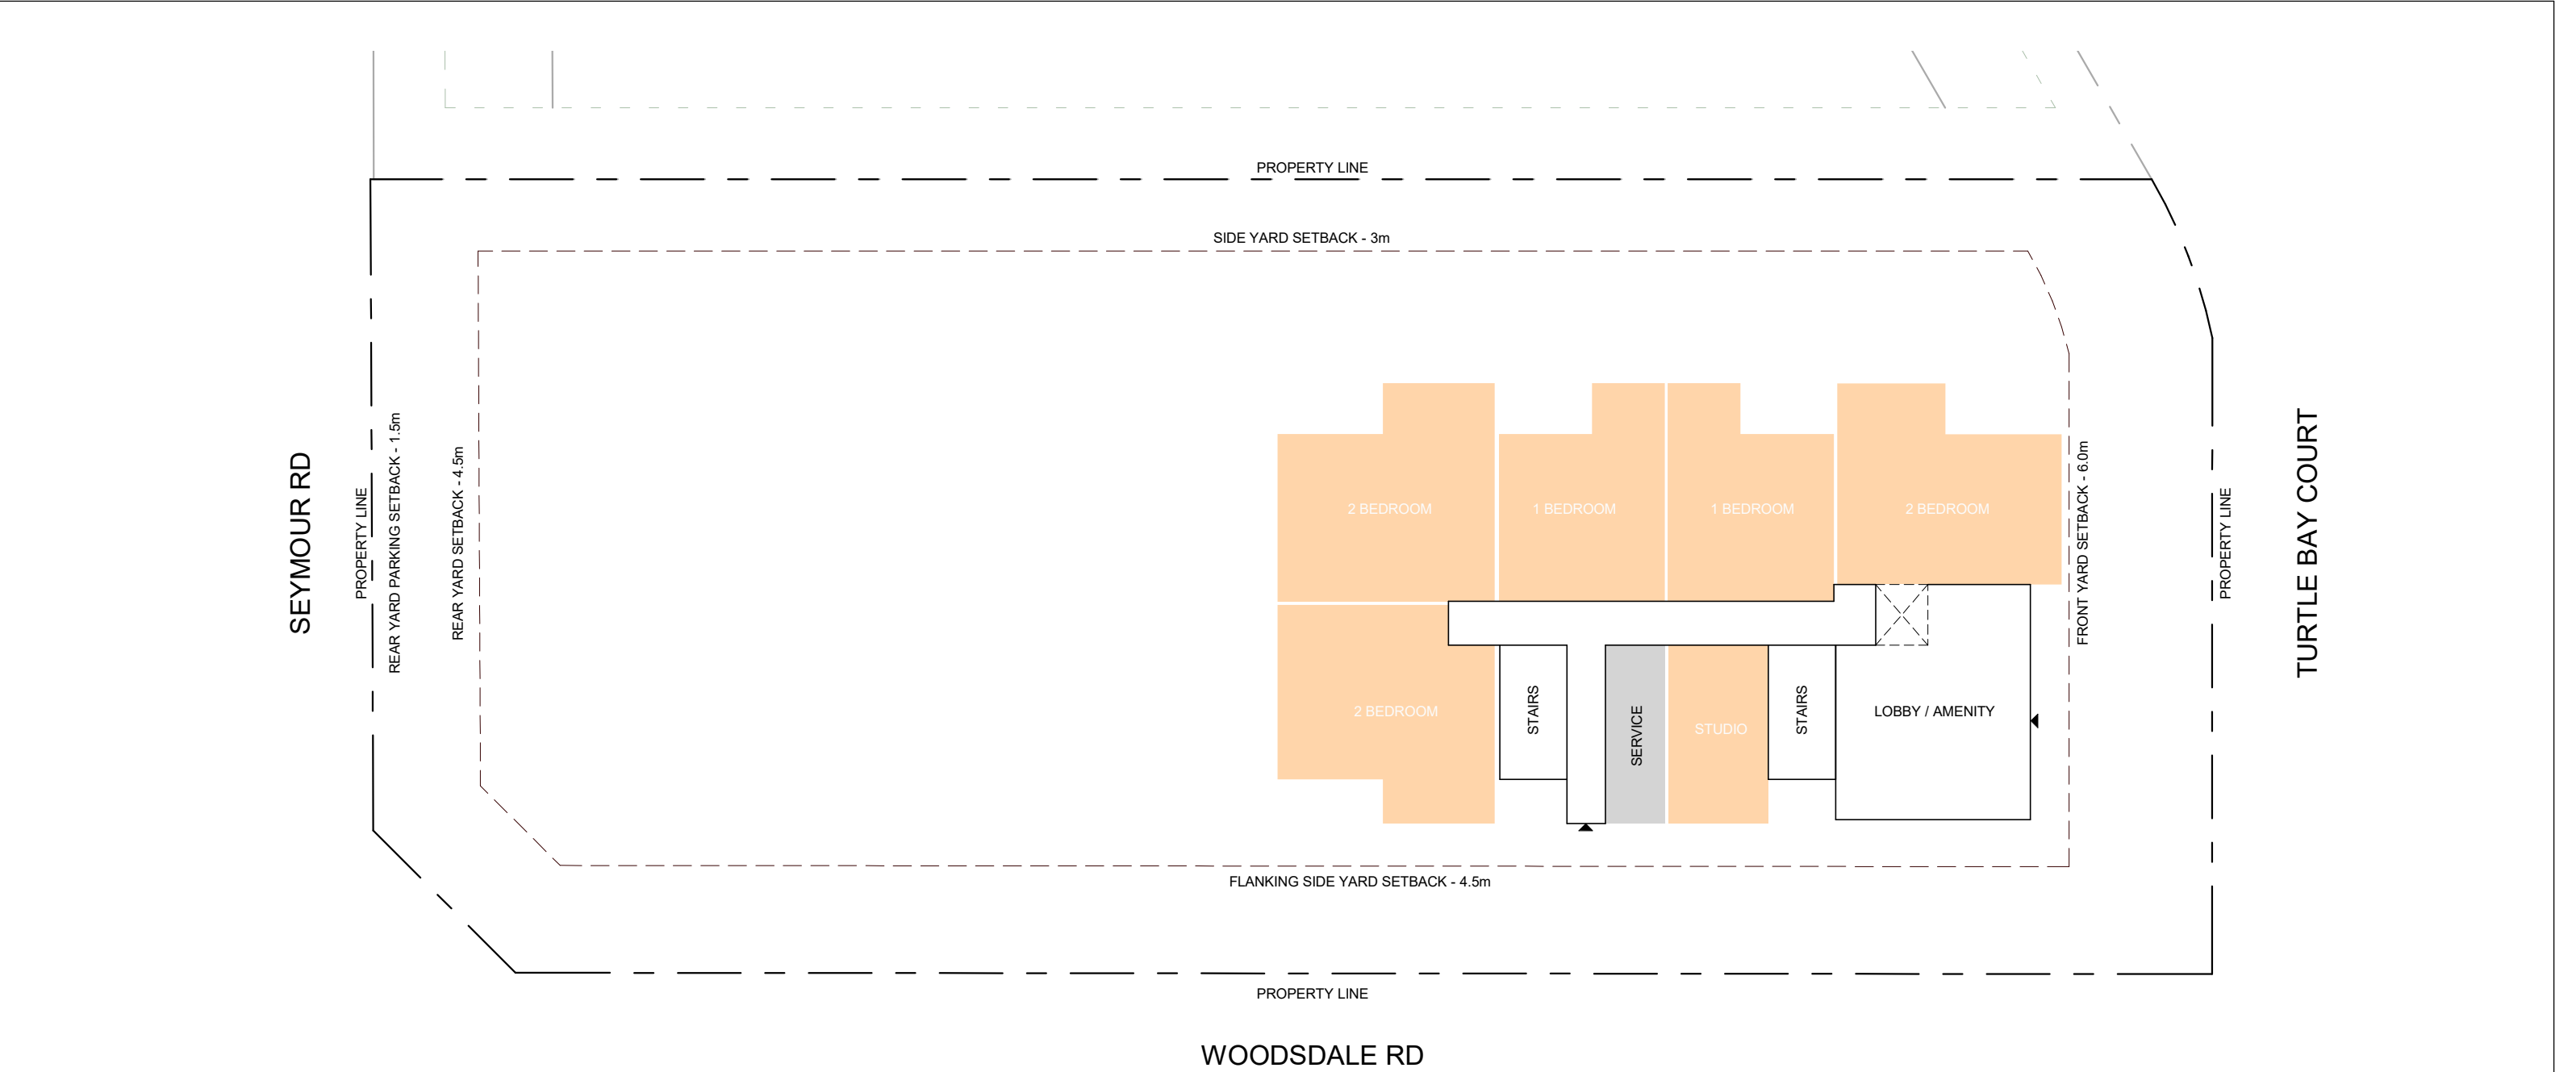 PROPERTY LINE
SIDE YARD SETBACK - 3m
SEYMOUR RD
PROPERTY LINE
REAR YARD PARKING SETBACK - 1.5m
REAR YARD SETBACK - 4.5m
2 BEDROOM
1 BEDROOM
1 BEDROOM
2 BEDROOM
FRONT YARD SETBACK - 6.0m
PROPERTY LINE
TURTLE BAY COURT
2 BEDROOM
STAIRS
SERVICE
STUDIO
STAIRS
LOBBY / AMENITY
FLANKING SIDE YARD SETBACK - 4.5m
PROPERTY LINE
WOODSDALE RD